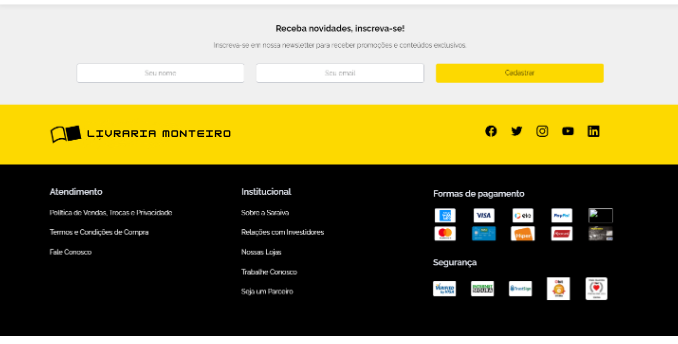 Receba novidades, inscreva-se!
Inscreva-se em nossa newsletter para receber promoções e conteúdos exclusivos
Seu nome
Seu email
Cadastrar
LIVRARIA MONTEIRO
Atendimento
Política de Vendas, Trocas e Privacidade
Termos e Condições de Compra
Fale Conosco
Institucional
Sobre a Saraiva
Relações com Investidores
Nossas Lojas
Trabalhe Conosco
Seja um Parceiro
Formas de pagamento
VISA
elo
PayPal
Hiper
Segurança